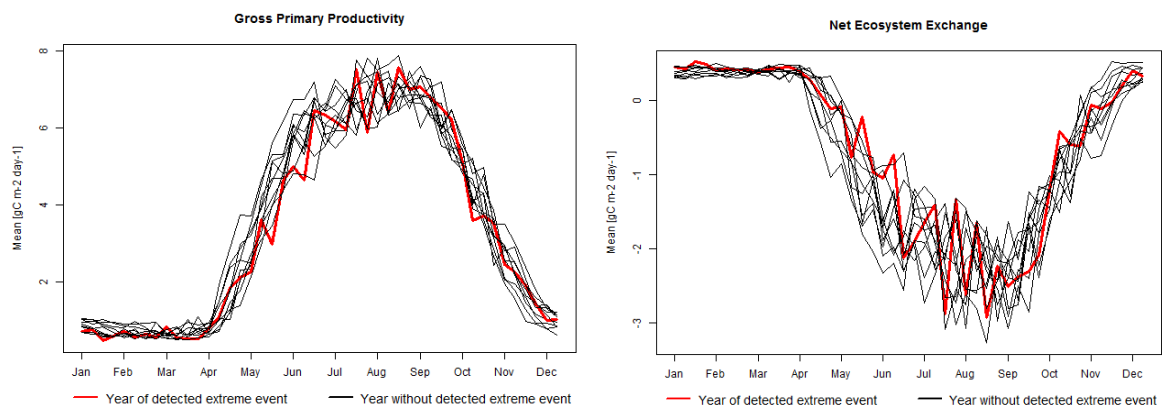 Gross Primary Productivity
Mean [gC m-2 day-1]
8
6
4
2
Jan Feb Mar Apr May Jun Jul Aug Sep Oct Nov Dec
Year of detected extreme event Year without detected extreme event
Net Ecosystem Exchange
Mean [gC m-2 day-1]
0
-1
-2
-3
Jan Feb Mar Apr May Jun Jul Aug Sep Oct Nov Dec
Year of detected extreme event Year without detected extreme event